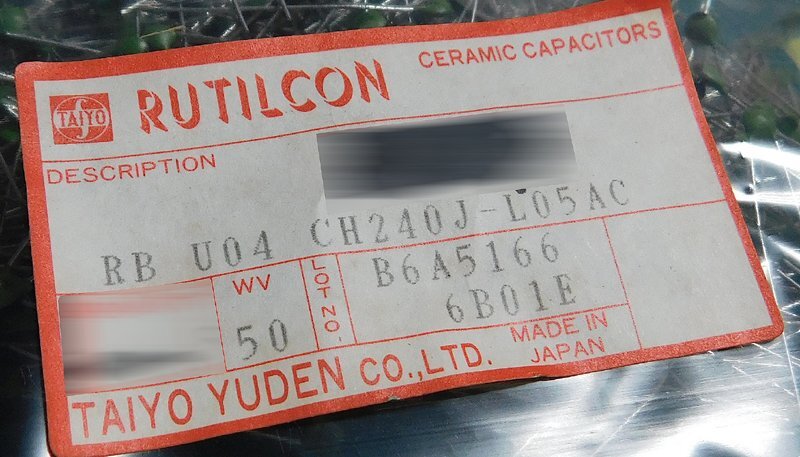 TAIYO RUTILCON CERAMIC CAPACITORS
DESCRIPTION
RB U04 CH240J-L05AC
WV LOT NO. B6A5166
50 6B01E
MADE IN
JAPAN
TAIYO YUDEN CO.,LTD.